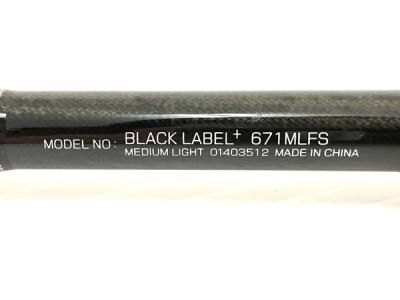 MODEL NO: BLACK LABEL+ 671MLFS
MEDIUM LIGHT 01403512 MADE IN CHINA